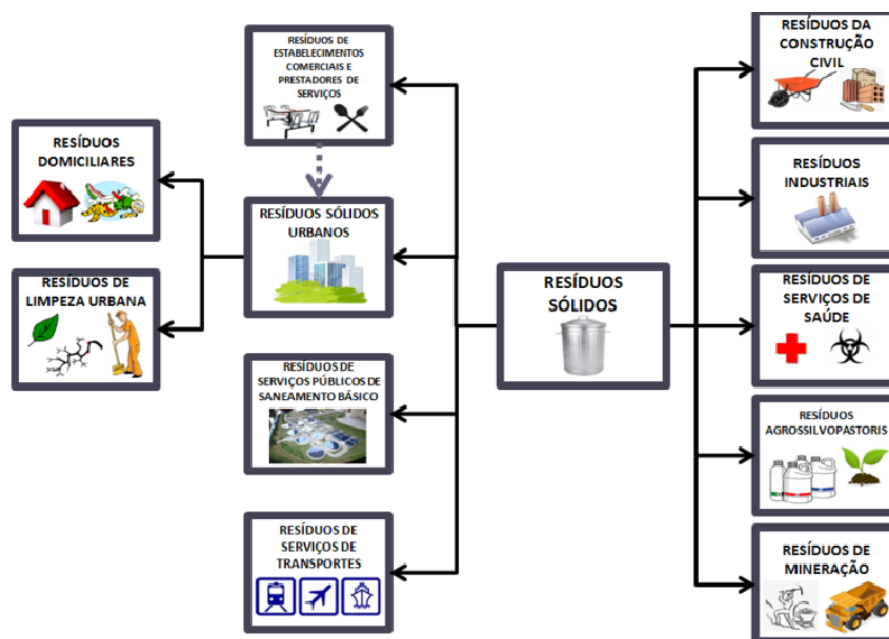 RESÍDUOS DE
ESTABELECIMENTOS
COMERCIAIS E
PRESTADORES DE
SERVIÇOS
RESÍDUOS
DOMICILIARES
RESÍDUOS SÓLIDOS
URBANOS
RESÍDUOS DE
LIMPEZA URBANA
RESÍDUOS DE
SERVIÇOS PÚBLICOS DE
SANEAMENTO BÁSICO
RESÍDUOS DE
SERVIÇOS DE
TRANSPORTES
RESÍDUOS
SÓLIDOS
RESÍDUOS DA
CONSTRUÇÃO
CIVIL
RESÍDUOS
INDUSTRIAIS
RESÍDUOS DE
SERVIÇOS DE
SAÚDE
RESÍDUOS
AGROSSILVOPASTORIS
RESÍDUOS DE
MINERAÇÃO